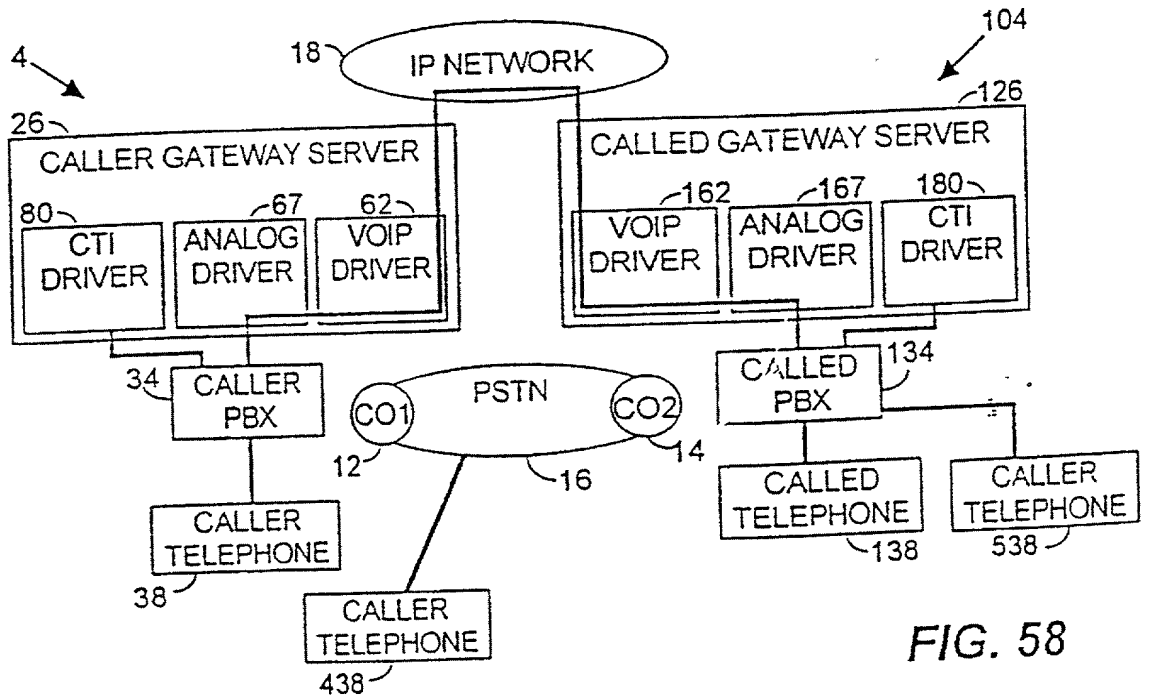 4
18
IP NETWORK
104
26
126
CALLER GATEWAY SERVER
CALLED GATEWAY SERVER
80
67
62
162
167
180
CTI
DRIVER
ANALOG
DRIVER
VOIP
DRIVER
VOIP
DRIVER
ANALOG
DRIVER
CTI
DRIVER
34
CALLER
PBX
CO1
PSTN
CO2
CALLED
PBX
134
12
16
14
CALLER
TELEPHONE
38
CALLED
TELEPHONE
138
CALLER
TELEPHONE
538
CALLER
TELEPHONE
438
FIG. 58